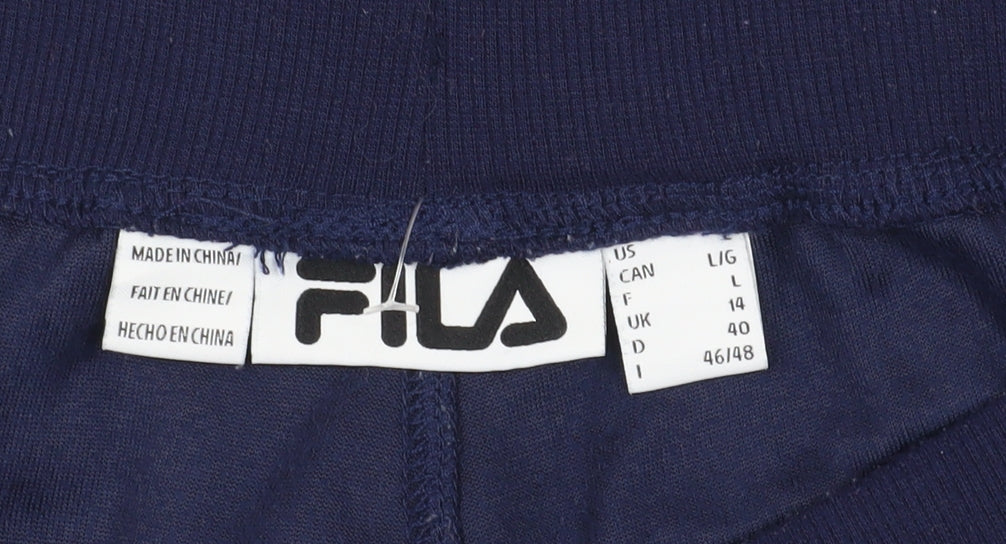 MADE IN CHINA/
FAIT EN CHINE/
HECHO EN CHINA
FILA
US
CAN L/G
F L
UK 14
D 40
I 46/48